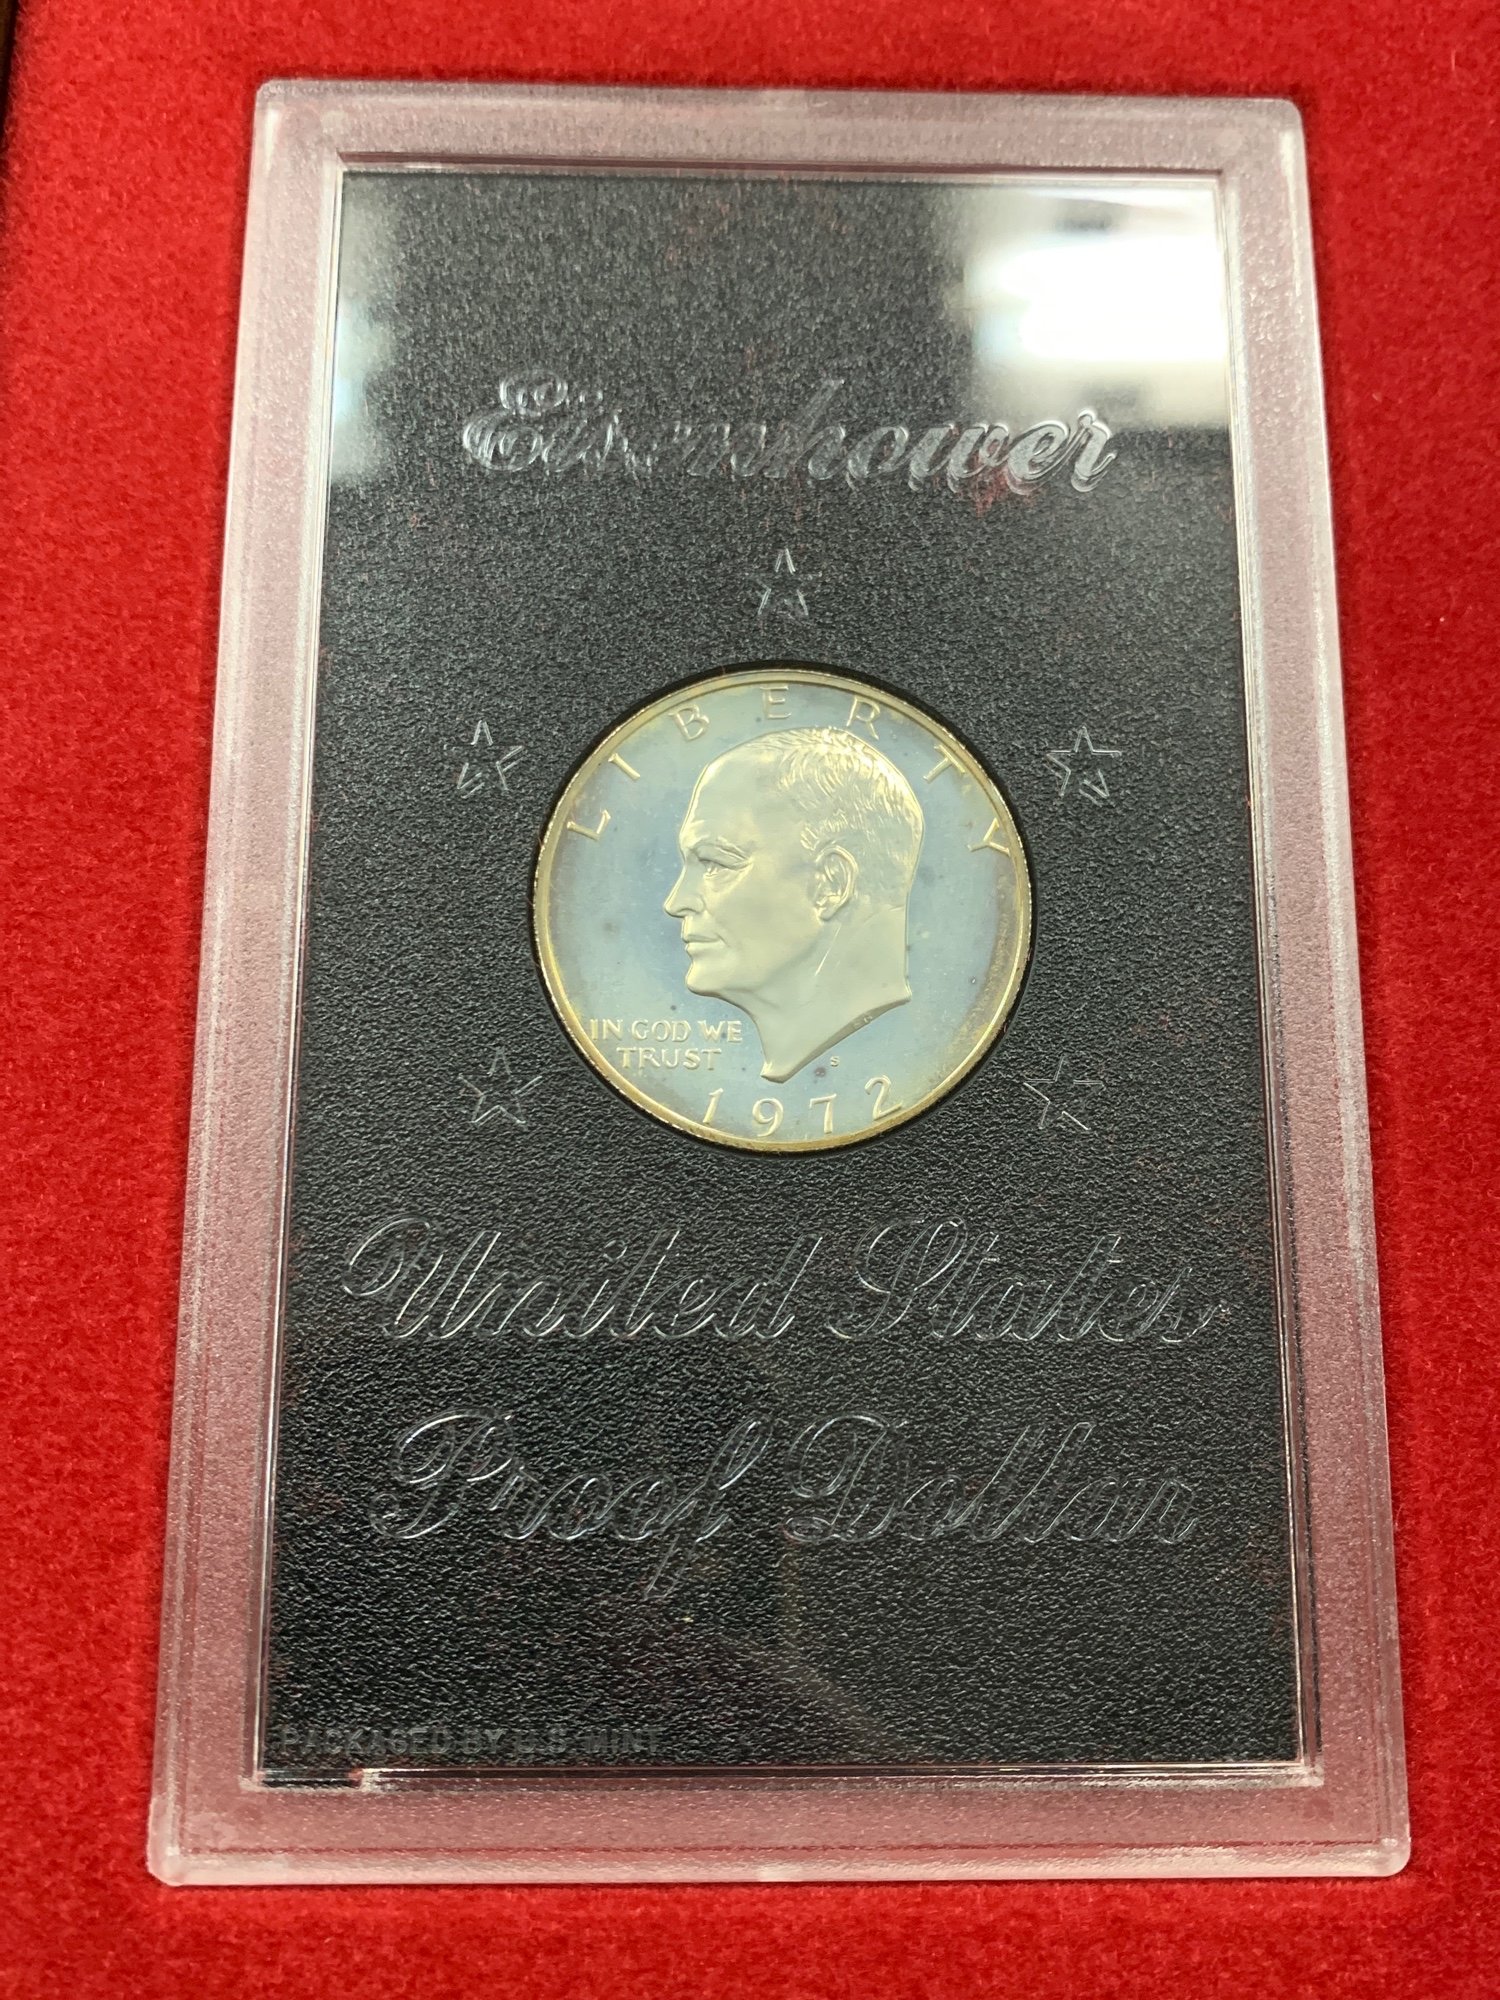 Eisenhower
LIBERTY
IN GOD WE
TRUST
S
1972
United States
Proof Dollar
PACKAGED BY U.S. MINT